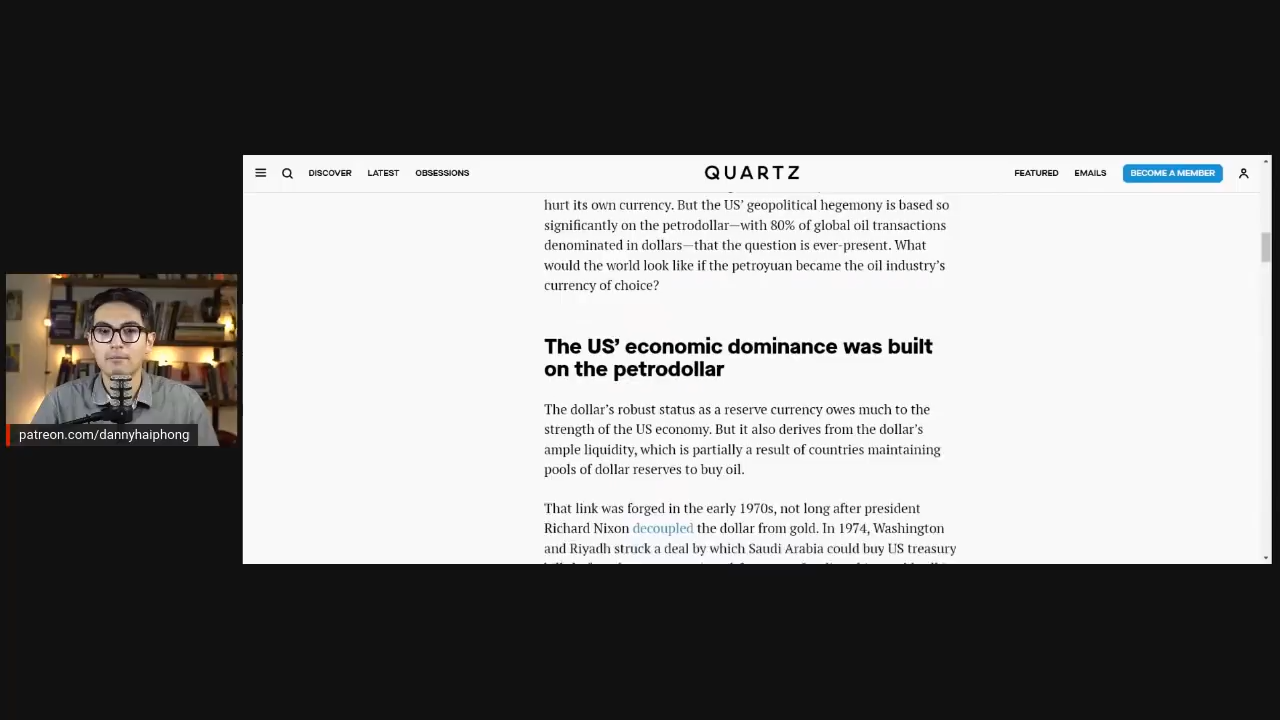 DISCOVER LATEST OBSESSIONS QUARTZ FEATURED EMAILS BECOME A MEMBER
hurt its own currency. But the US’ geopolitical hegemony is based so
significantly on the petrodollar—with 80% of global oil transactions
denominated in dollars—that the question is ever-present. What
would the world look like if the petroyuan became the oil industry’s
currency of choice?
The US’ economic dominance was built
on the petrodollar
The dollar’s robust status as a reserve currency owes much to the
strength of the US economy. But it also derives from the dollar’s
ample liquidity, which is partially a result of countries maintaining
pools of dollar reserves to buy oil.
That link was forged in the early 1970s, not long after president
Richard Nixon decoupled the dollar from gold. In 1974, Washington
and Riyadh struck a deal by which Saudi Arabia could buy US treasury
patreon.com/dannyhaiphong